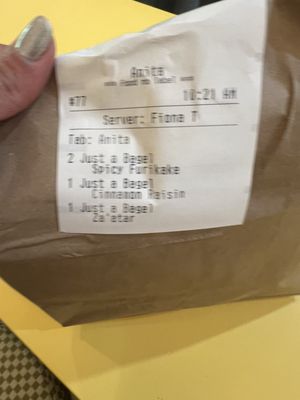 Anita
#77 10:21 AM
Server: Fiona T
Tab: Anita
2 Just a Bagel
Spicy Furikake
1 Just a Bagel
Cinnamon Raisin
1 Just a Bagel
Za'atar